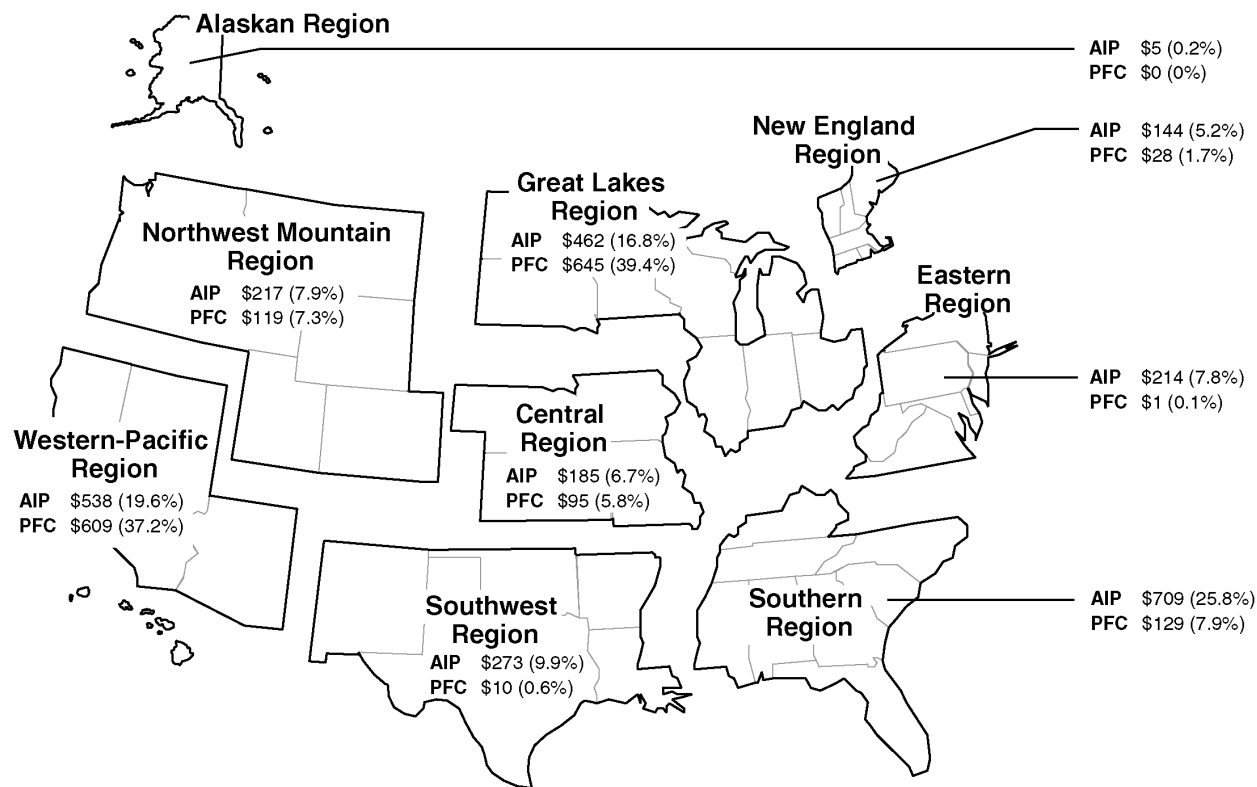 Alaskan Region
AIP $5 (0.2%)
PFC $0 (0%)
New England
Region
AIP $144 (5.2%)
PFC $28 (1.7%)
Great Lakes
Region
AIP $462 (16.8%)
PFC $645 (39.4%)
Northwest Mountain
Region
AIP $217 (7.9%)
PFC $119 (7.3%)
Eastern
Region
AIP $214 (7.8%)
PFC $1 (0.1%)
Central
Region
AIP $185 (6.7%)
PFC $95 (5.8%)
Western-Pacific
Region
AIP $538 (19.6%)
PFC $609 (37.2%)
Southern
Region
AIP $709 (25.8%)
PFC $129 (7.9%)
Southwest
Region
AIP $273 (9.9%)
PFC $10 (0.6%)